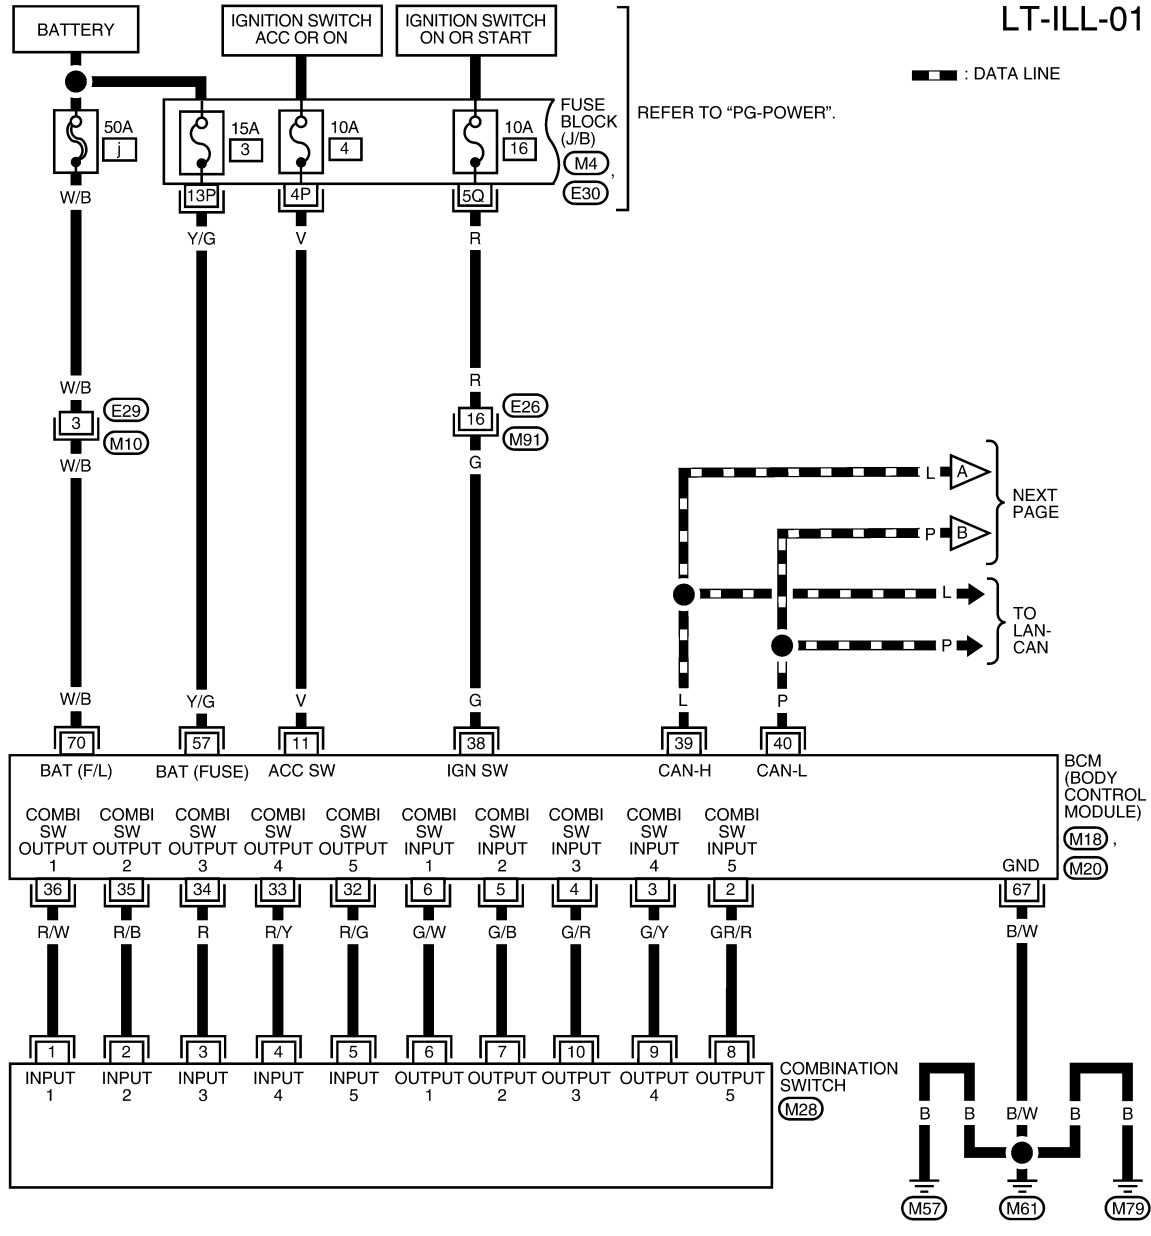 LT-ILL-01
BATTERY
IGNITION SWITCH
ACC OR ON
IGNITION SWITCH
ON OR START
: DATA LINE
50A
j
15A
3
10A
4
10A
16
FUSE
BLOCK
(J/B)
M4 ,
E30
REFER TO “PG-POWER”.
13P
4P
5Q
W/B
Y/G
V
R
W/B
R
3
E29
M10
16
E26
M91
W/B
G
L
A
P
B
NEXT
PAGE
L
P
TO
LAN-
CAN
W/B
Y/G
V
G
L
P
70
57
11
38
39
40
BAT (F/L)
BAT (FUSE)
ACC SW
IGN SW
CAN-H
CAN-L
BCM
(BODY
CONTROL
MODULE)
M18 ,
M20
COMBI
SW
OUTPUT
1
COMBI
SW
OUTPUT
2
COMBI
SW
OUTPUT
3
COMBI
SW
OUTPUT
4
COMBI
SW
OUTPUT
5
COMBI
SW
INPUT
1
COMBI
SW
INPUT
2
COMBI
SW
INPUT
3
COMBI
SW
INPUT
4
COMBI
SW
INPUT
5
GND
36
35
34
33
32
6
5
4
3
2
67
R/W
R/B
R
R/Y
R/G
G/W
G/B
G/R
G/Y
GR/R
B/W
1
2
3
4
5
6
7
10
9
8
INPUT
1
INPUT
2
INPUT
3
INPUT
4
INPUT
5
OUTPUT
1
OUTPUT
2
OUTPUT
3
OUTPUT
4
OUTPUT
5
COMBINATION
SWITCH
M28
B
B
B/W
B
B
M57
M61
M79